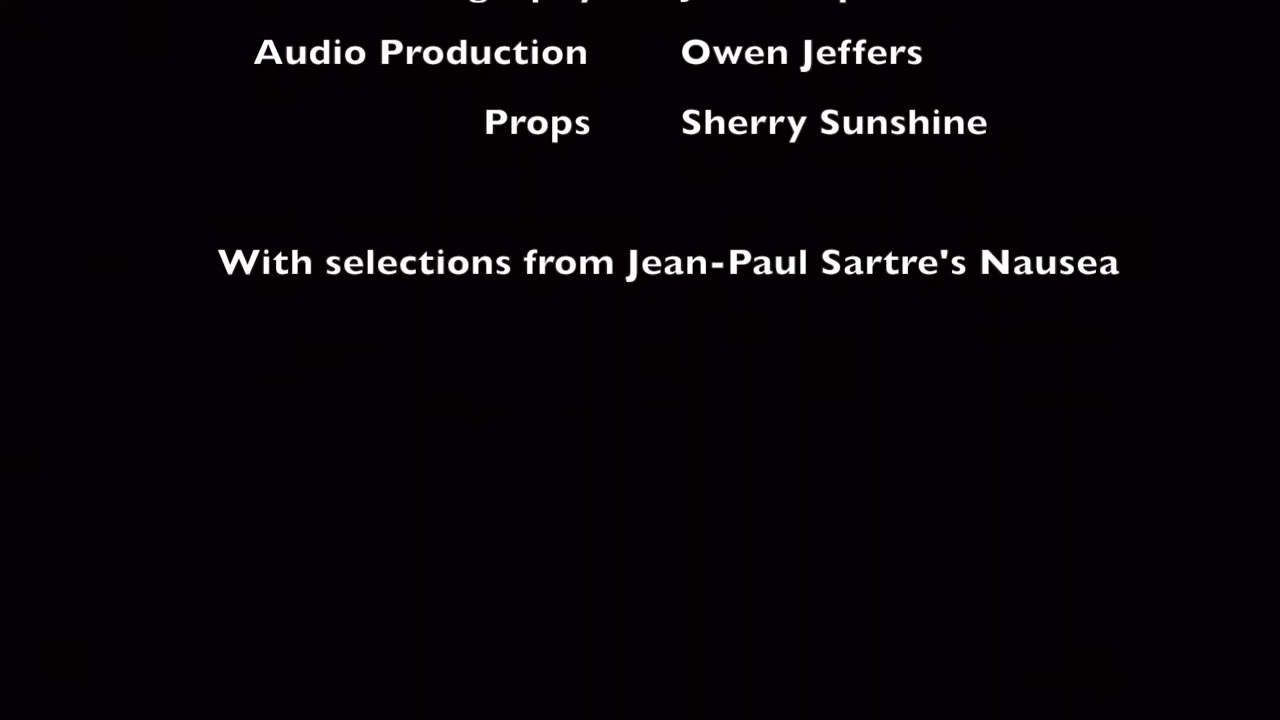 Audio Production Owen Jeffers
Props Sherry Sunshine
With selections from Jean-Paul Sartre's Nausea